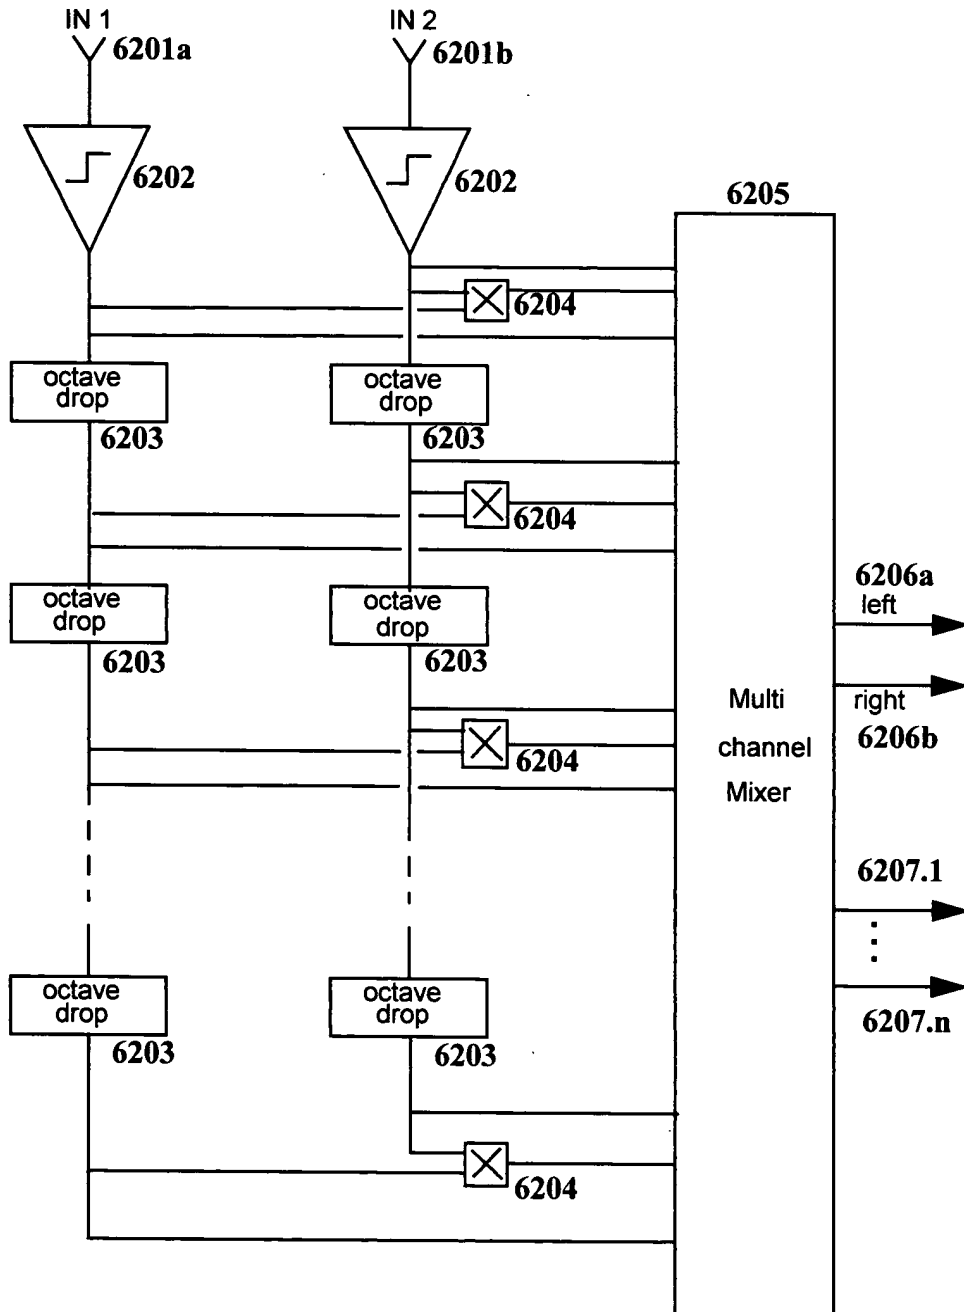 IN 1
6201a
IN 2
6201b
6202
6202
6205
6204
octave
drop
6203
octave
drop
6203
6204
octave
drop
6203
octave
drop
6203
6206a
left
right
6206b
Multi
channel
Mixer
6204
6207.1
6207.n
octave
drop
6203
octave
drop
6203
6204